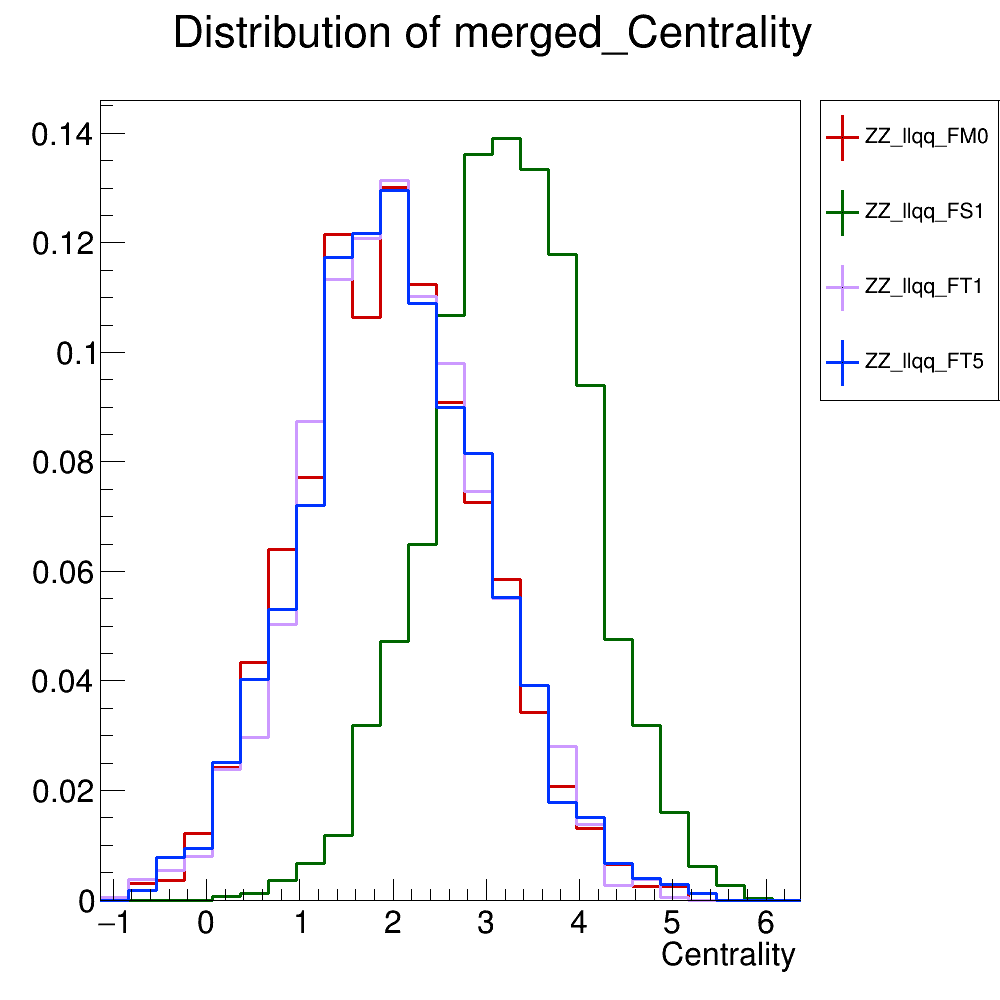 Distribution of merged_Centrality
0.14
0.12
0.1
0.08
0.06
0.04
0.02
0
−1 0 1 2 3 4 5 6
Centrality
ZZ_llqq_FM0
ZZ_llqq_FS1
ZZ_llqq_FT1
ZZ_llqq_FT5